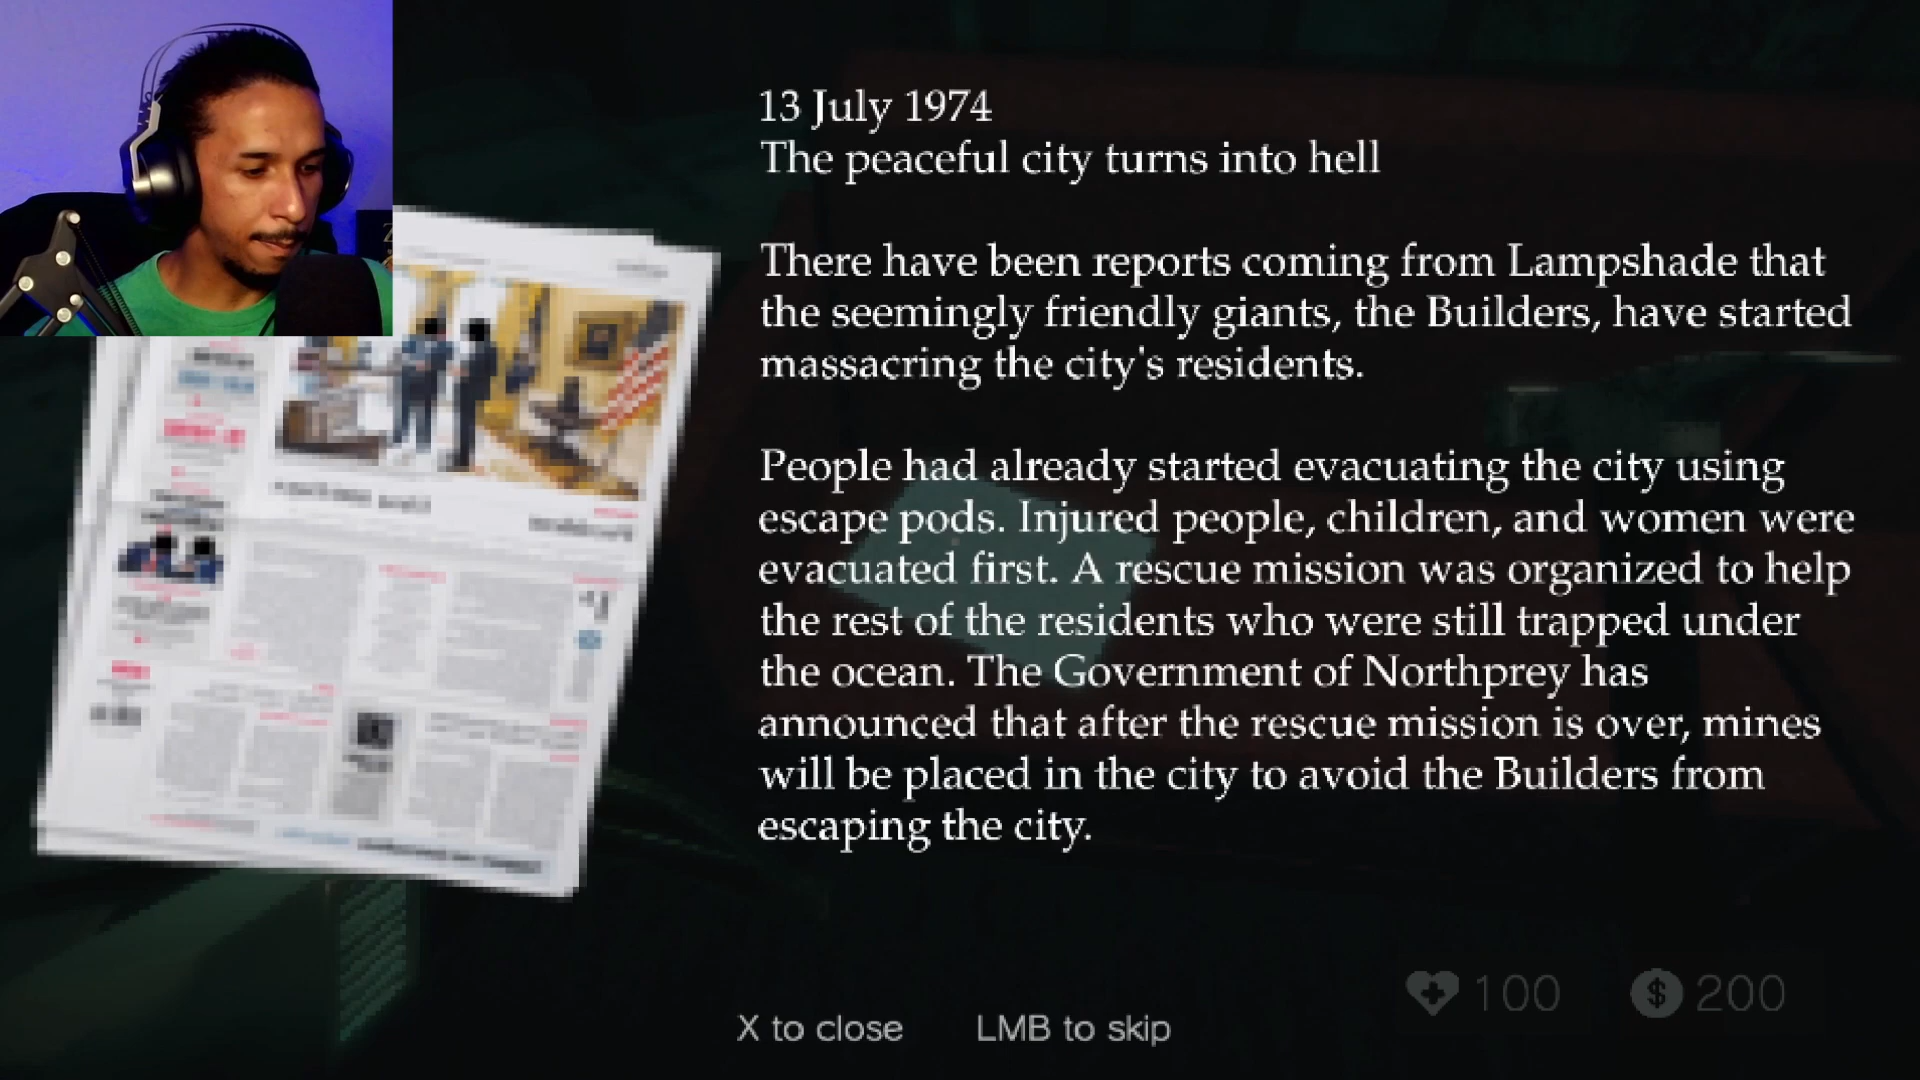 13 July 1974
The peaceful city turns into hell
There have been reports coming from Lampshade that
the seemingly friendly giants, the Builders, have started
massacring the city's residents.
People had already started evacuating the city using
escape pods. Injured people, children, and women were
evacuated first. A rescue mission was organized to help
the rest of the residents who were still trapped under
the ocean. The Government of Northprey has
announced that after the rescue mission is over, mines
will be placed in the city to avoid the Builders from
escaping the city.
100
200
X to close
LMB to skip